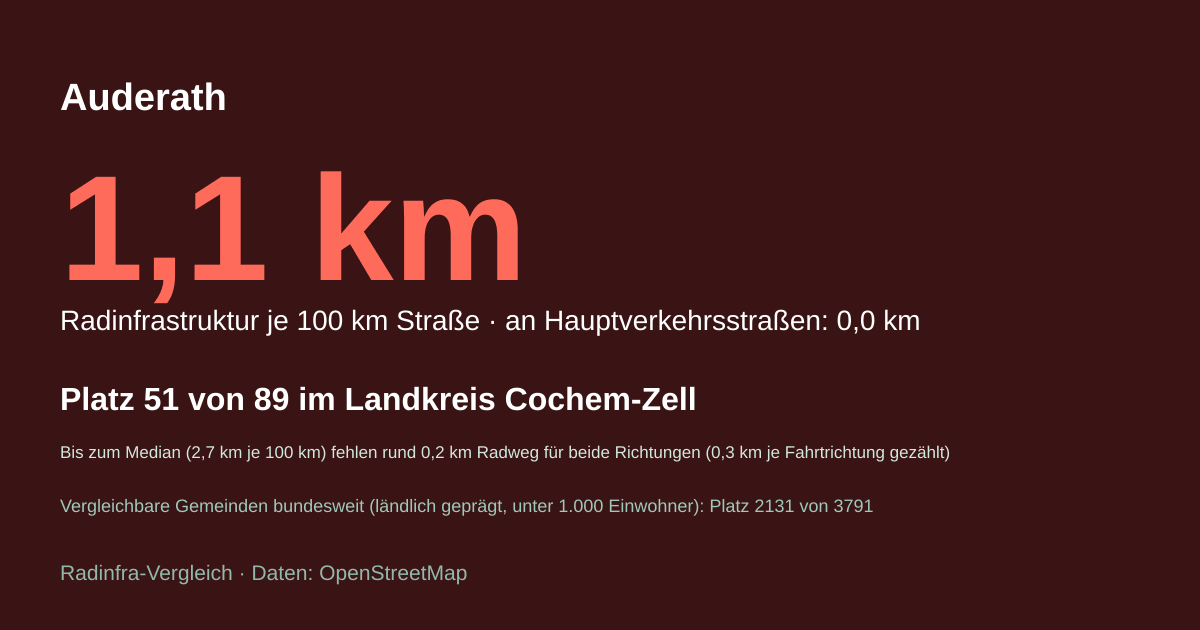 Auderath
1,1 km
Radinfrastruktur je 100 km Straße · an Hauptverkehrsstraßen: 0,0 km
Platz 51 von 89 im Landkreis Cochem-Zell
Bis zum Median (2,7 km je 100 km) fehlen rund 0,2 km Radweg für beide Richtungen (0,3 km je Fahrtrichtung gezählt)
Vergleichbare Gemeinden bundesweit (ländlich geprägt, unter 1.000 Einwohner): Platz 2131 von 3791
Radinfra-Vergleich · Daten: OpenStreetMap